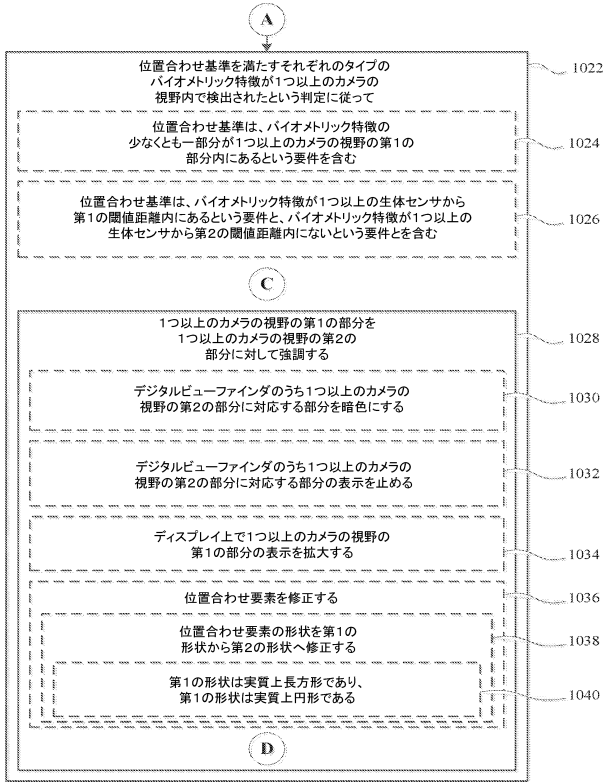 A
位置合わせ基準を満たすそれぞれのタイプの
バイオメトリック特徴が1つ以上のカメラの
視野内で検出されたという判定に従って
1022
位置合わせ基準は、バイオメトリック特徴の
少なくとも一部分が1つ以上のカメラの視野の第1の
部分内にあるという要件を含む
1024
位置合わせ基準は、バイオメトリック特徴が1つ以上の生体センサから
第1の閾値距離内にあるという要件と、バイオメトリック特徴が1つ以上の
生体センサから第2の閾値距離内にないという要件とを含む
1026
C
1つ以上のカメラの視野の第1の部分を
1つ以上のカメラの視野の第2の
部分に対して強調する
1028
デジタルビューファインダのうち1つ以上のカメラの
視野の第2の部分に対応する部分を暗色にする
1030
デジタルビューファインダのうち1つ以上のカメラの
視野の第2の部分に対応する部分の表示を止める
1032
ディスプレイ上で1つ以上のカメラの視野の
第1の部分の表示を拡大する
1034
位置合わせ要素を修正する
1036
位置合わせ要素の形状を第1の
形状から第2の形状へ修正する
1038
第1の形状は実質上長方形であり、
第1の形状は実質上円形である
1040
D